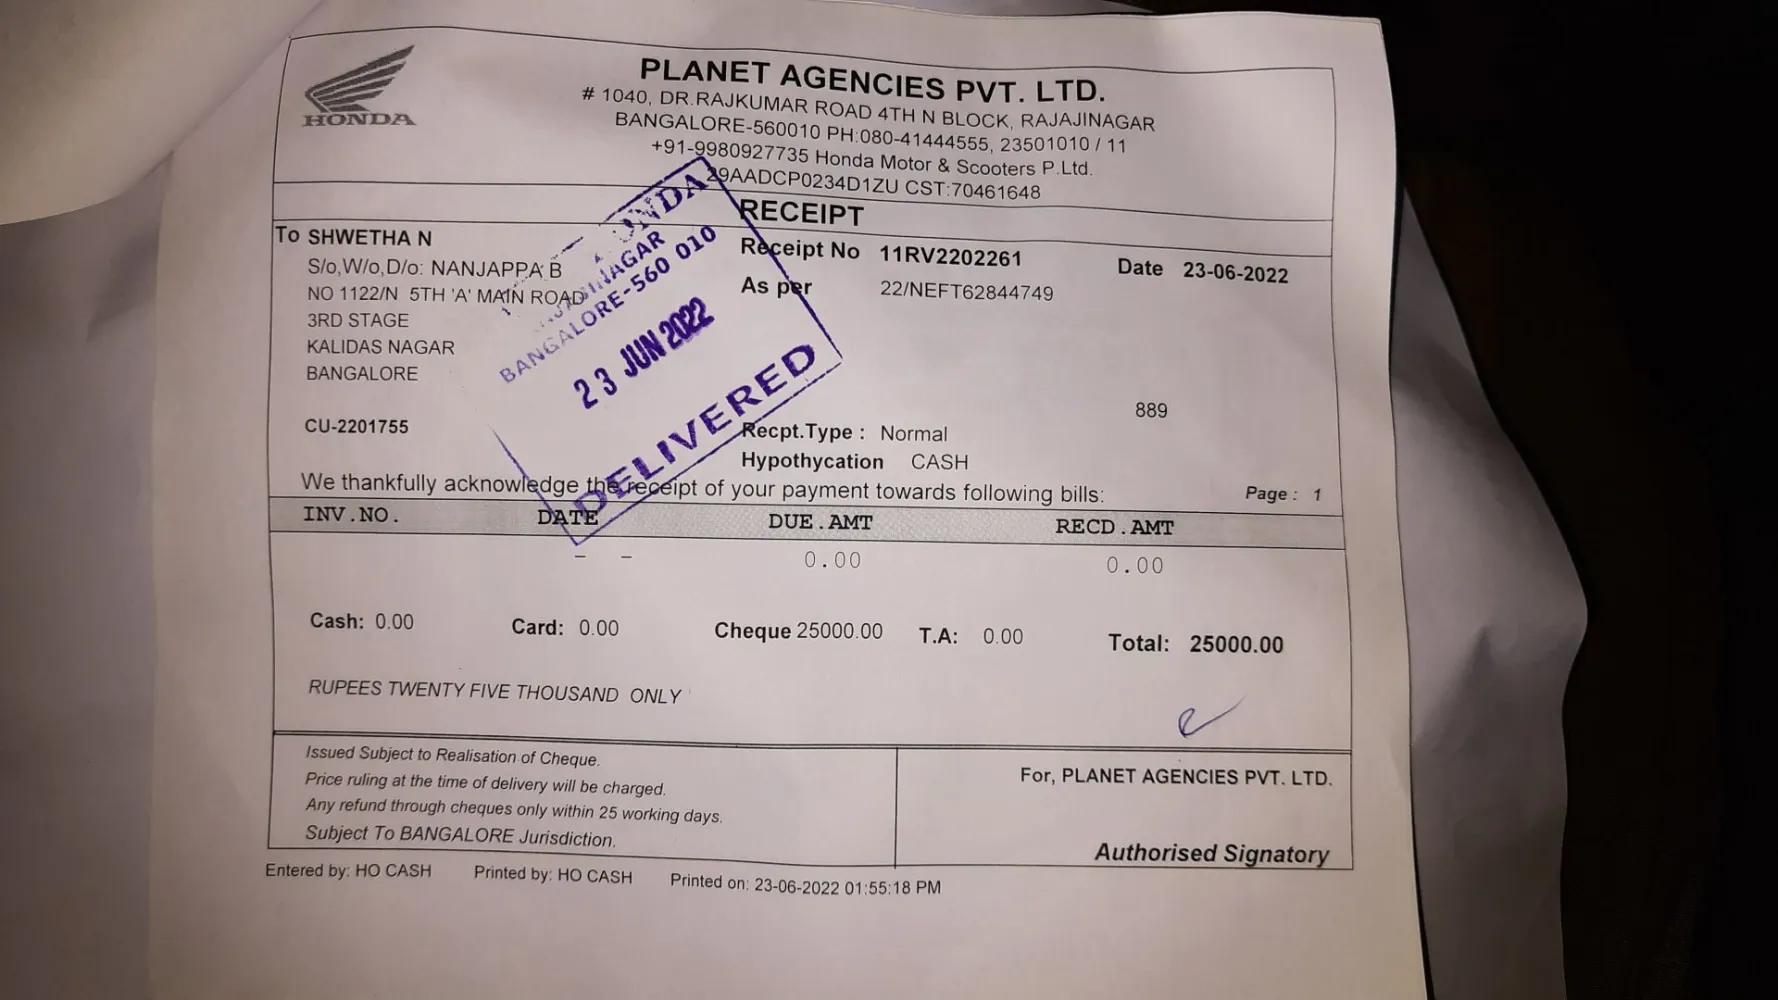 HONDA
PLANET AGENCIES PVT. LTD.
# 1040, DR.RAJKUMAR ROAD 4TH N BLOCK, RAJAJINAGAR
BANGALORE-560010 PH:080-41444555, 23501010 / 11
+91-9980927735 Honda Motor & Scooters P.Ltd.
29AADCP0234D1ZU CST:70461648
RECEIPT
To SHWETHA N
S/o,W/o,D/o: NANJAPPA B
NO 1122/N 5TH 'A' MAIN ROAD
3RD STAGE
KALIDAS NAGAR
BANGALORE
CU-2201755
Receipt No 11RV2202261
Date 23-06-2022
As per 22/NEFT62844749
889
Recpt.Type : Normal
Hypothycation CASH
BANGALORE-560 010
23 JUN 2022
DELIVERED
We thankfully acknowledge the receipt of your payment towards following bills: Page : 1
INV.NO. DATE DUE.AMT RECD.AMT
- - 0.00 0.00
Cash: 0.00 Card: 0.00 Cheque 25000.00 T.A: 0.00 Total: 25000.00
RUPEES TWENTY FIVE THOUSAND ONLY
Issued Subject to Realisation of Cheque.
Price ruling at the time of delivery will be charged.
Any refund through cheques only within 25 working days.
Subject To BANGALORE Jurisdiction.
For, PLANET AGENCIES PVT. LTD.
Authorised Signatory
Entered by: HO CASH Printed by: HO CASH Printed on: 23-06-2022 01:55:18 PM